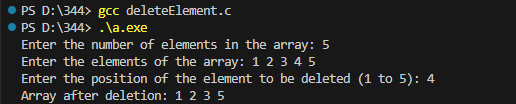 PS D:\344> gcc deleteElement.c
PS D:\344> .\a.exe
Enter the number of elements in the array: 5
Enter the elements of the array: 1 2 3 4 5
Enter the position of the element to be deleted (1 to 5): 4
Array after deletion: 1 2 3 5